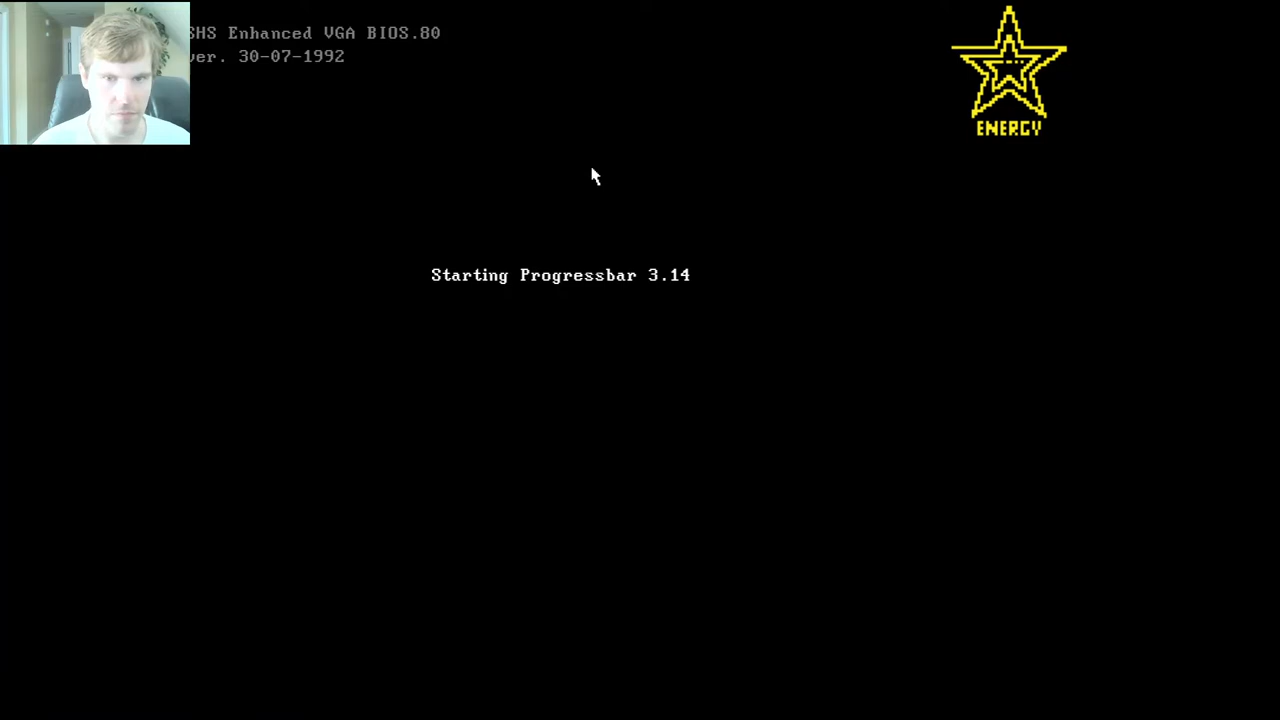 SHS Enhanced VGA BIOS.80
ver. 30-07-1992
ENERGY
Starting Progressbar 3.14